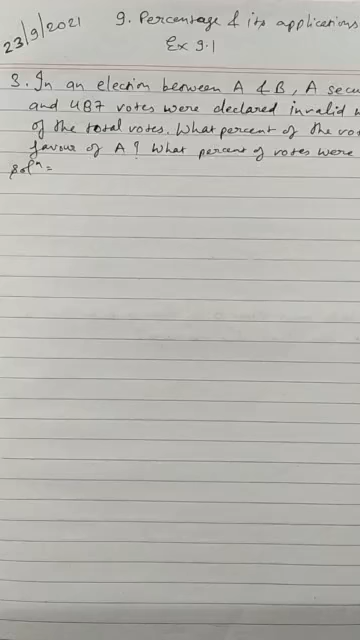 23/9/2021
9. Percentage & its applications
Ex 9.1
3. In an election between A & B, A secu
and 487 votes were declared invalid w
of the total votes. What percent of the vo
favour of A? What percent of votes were
Solⁿ =